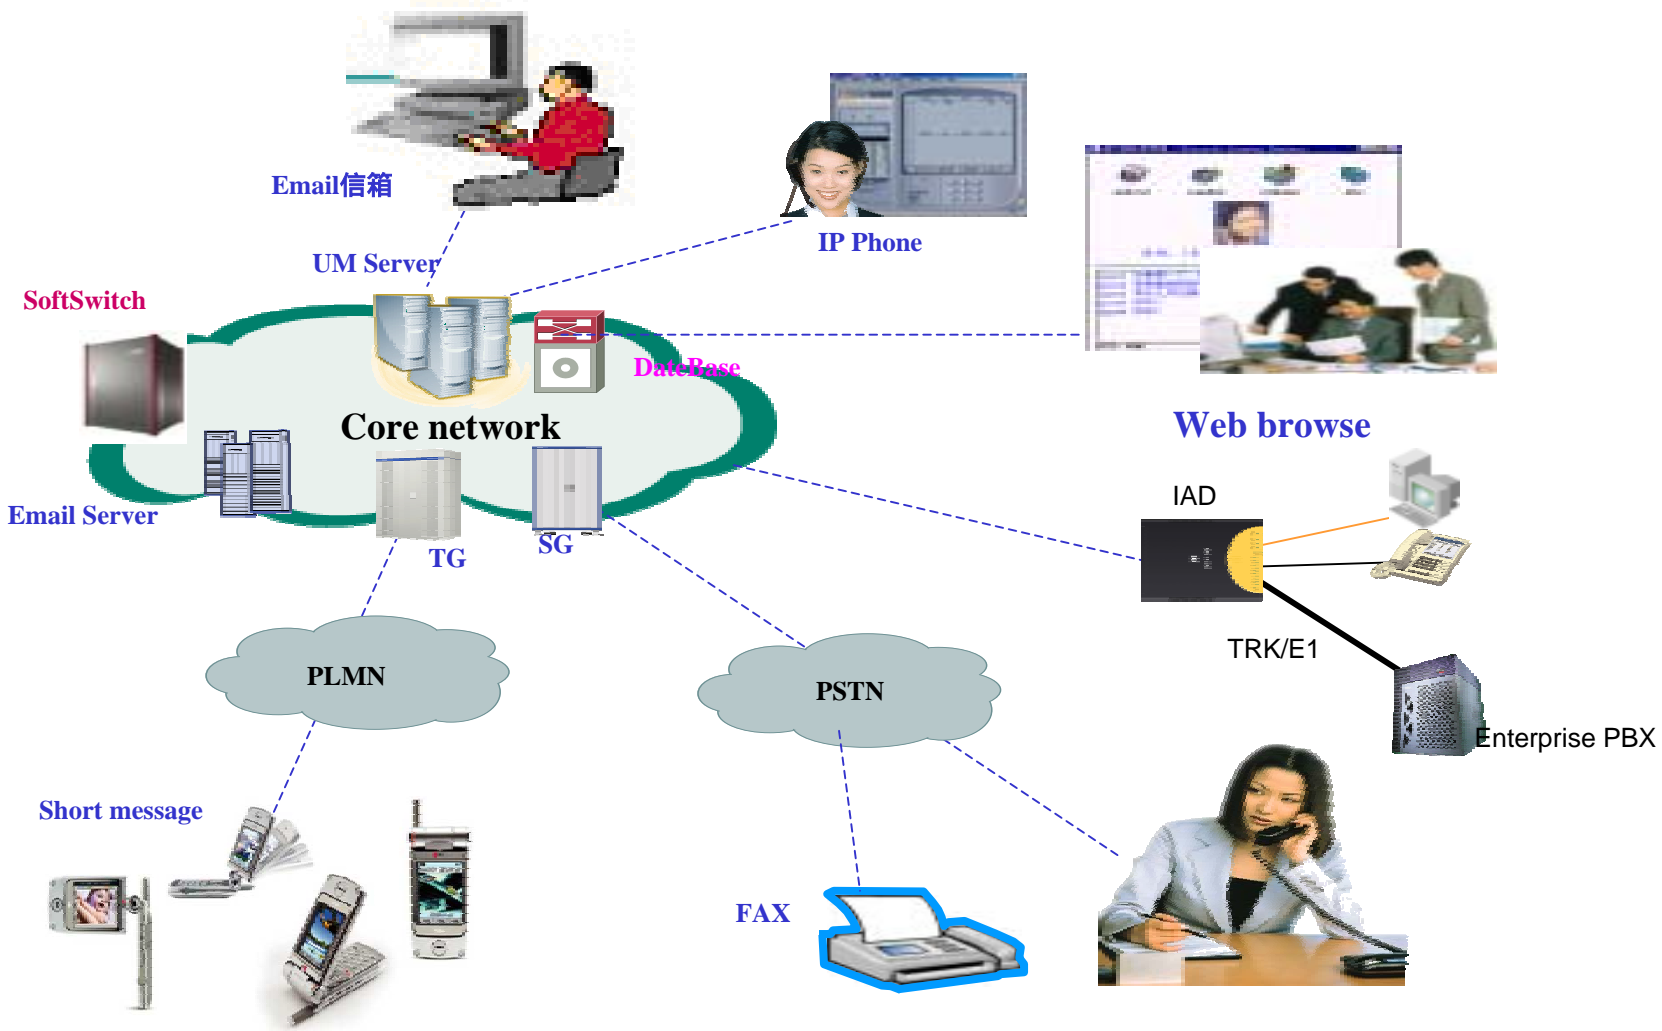 Email信箱
IP Phone
UM Server
SoftSwitch
DateBase
Core network
Web browse
IAD
Email Server
TG
SG
TRK/E1
PLMN
PSTN
Enterprise PBX
Short message
FAX